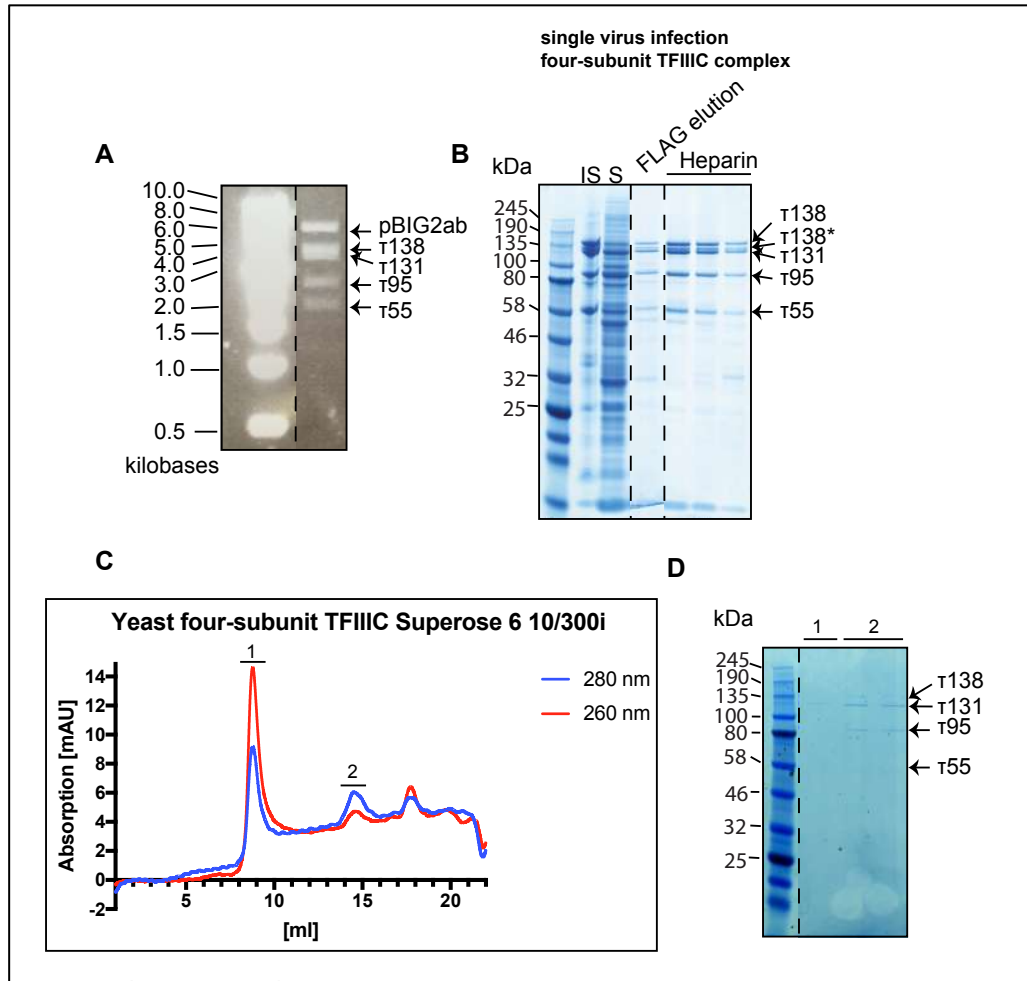 single virus infection
four-subunit TFIIIC complex
A
10.0
8.0
6.0
5.0
4.0
3.0
2.0
1.5
1.0
0.5
kilobases
pBIG2ab
τ138
τ131
τ95
τ55
B
kDa
IS S FLAG elution Heparin
245
190
135
100
80
58
46
32
25
τ138
τ138*
τ131
τ95
τ55
C
Yeast four-subunit TFIIIC Superose 6 10/300i
1
2
280 nm
260 nm
Absorption [mAU]
14
12
10
8
6
4
2
0
-2
5 10 15 20
[ml]
D
kDa
1 2
245
190
135
100
80
58
46
32
25
τ138
τ131
τ95
τ55